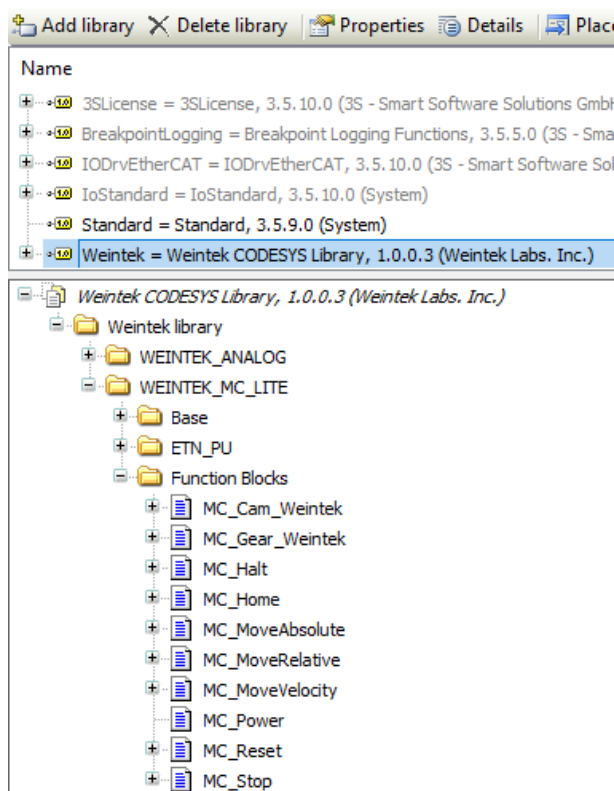 Add library Delete library Properties Details
Name
3SLicense = 3SLicense, 3.5.10.0 (3S - Smart Software Solutions
BreakpointLogging = Breakpoint Logging Functions, 3.5.5.0 (3S -
IODrvEtherCAT = IODrvEtherCAT, 3.5.10.0 (3S - Smart Software
IoStandard = IoStandard, 3.5.10.0 (System)
Standard = Standard, 3.5.9.0 (System)
Weintek = Weintek CODESYS Library, 1.0.0.3 (Weintek Labs. Inc.)
Weintek CODESYS Library, 1.0.0.3 (Weintek Labs. Inc.)
Weintek library
WEINTEK_ANALOG
WEINTEK_MC_LITE
Base
ETN_PU
Function Blocks
MC_Cam_Weintek
MC_Gear_Weintek
MC_Halt
MC_Home
MC_MoveAbsolute
MC_MoveRelative
MC_MoveVelocity
MC_Power
MC_Reset
MC_Stop